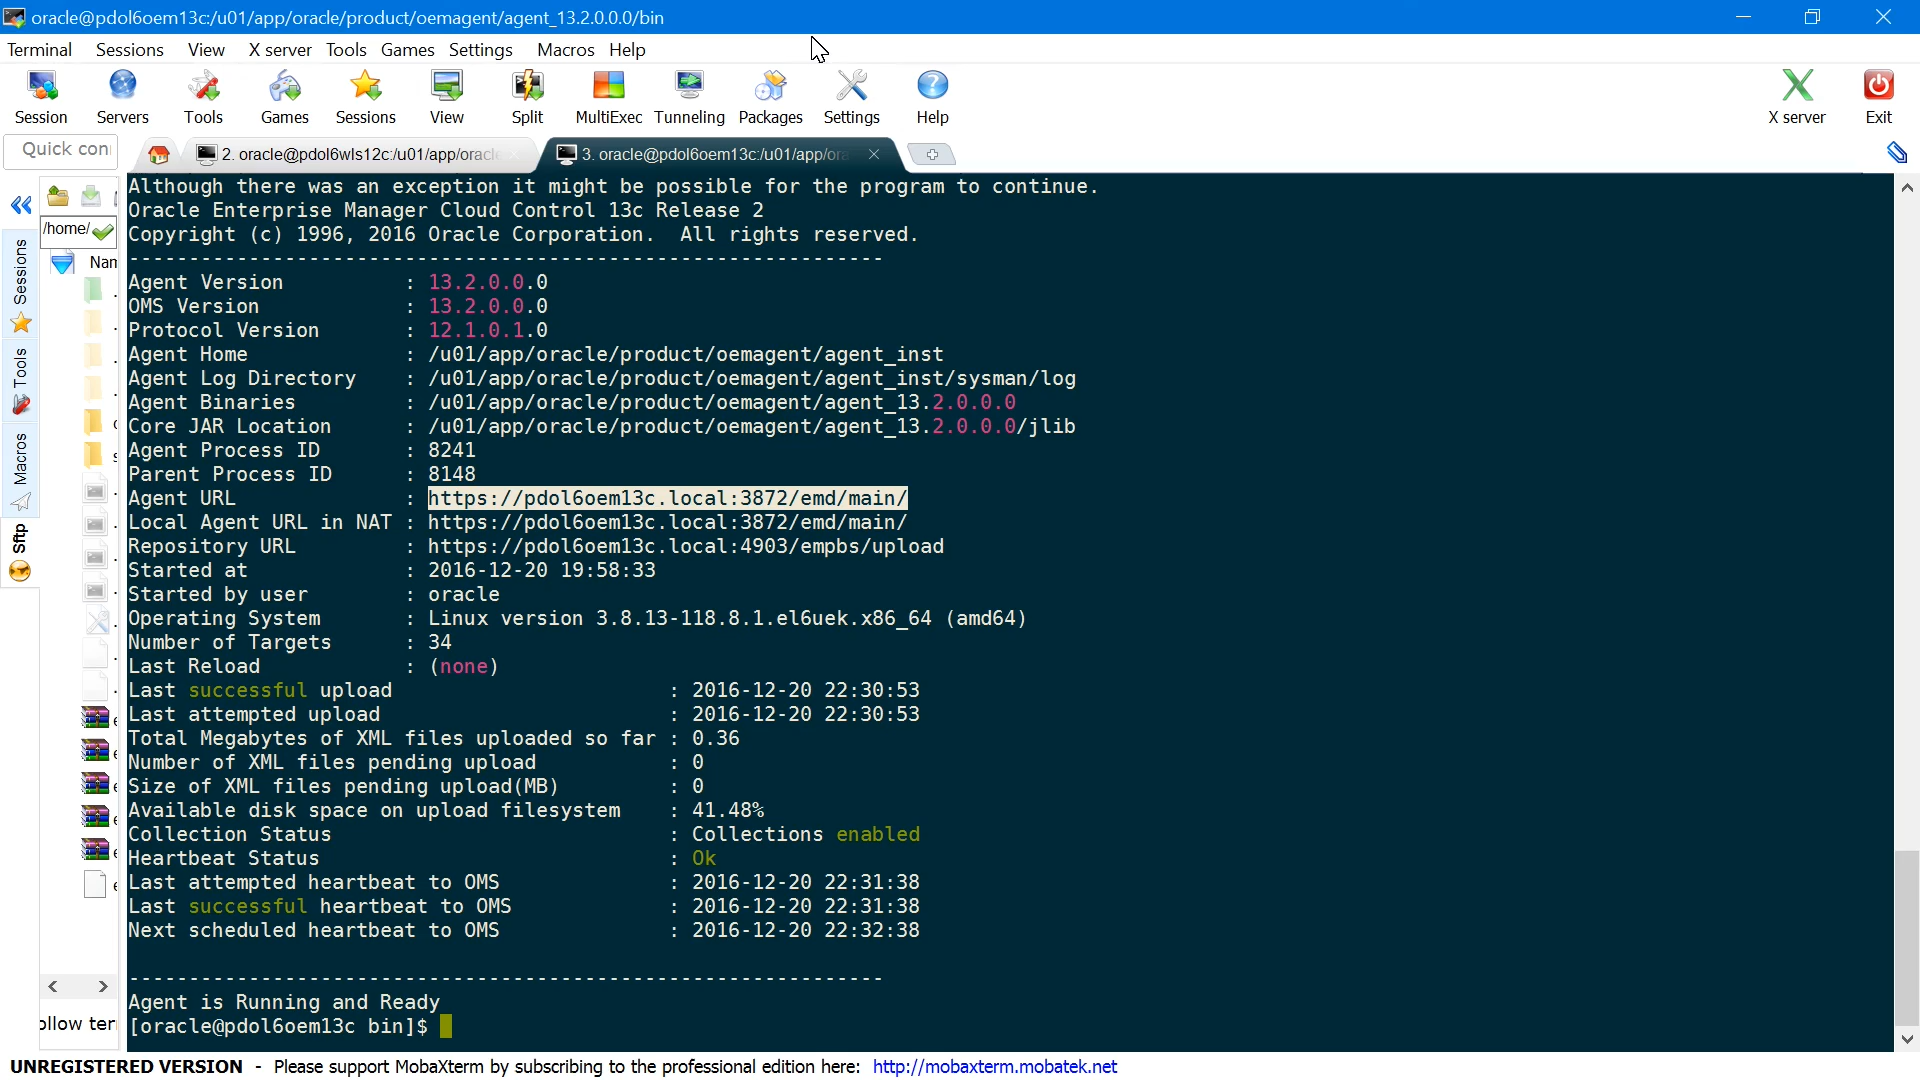 oracle@pdol6oem13c:/u01/app/oracle/product/oemagent/agent_13.2.0.0.0/bin
Terminal Sessions View X server Tools Games Settings Macros Help
Session Servers Tools Games Sessions View Split MultiExec Tunneling Packages Settings Help X server Exit
Quick con 2. oracle@pdol6wls12c:/u01/app/oracle 3. oracle@pdol6oem13c:/u01/app/ora
/home/
Nam
Sessions
Tools
Macros
Sftp
Although there was an exception it might be possible for the program to continue.
Oracle Enterprise Manager Cloud Control 13c Release 2
Copyright (c) 1996, 2016 Oracle Corporation.  All rights reserved.
---------------------------------------------------------------
Agent Version          : 13.2.0.0.0
OMS Version            : 13.2.0.0.0
Protocol Version       : 12.1.0.1.0
Agent Home             : /u01/app/oracle/product/oemagent/agent_inst
Agent Log Directory    : /u01/app/oracle/product/oemagent/agent_inst/sysman/log
Agent Binaries         : /u01/app/oracle/product/oemagent/agent_13.2.0.0.0
Core JAR Location      : /u01/app/oracle/product/oemagent/agent_13.2.0.0.0/jlib
Agent Process ID       : 8241
Parent Process ID      : 8148
Agent URL              : https://pdol6oem13c.local:3872/emd/main/
Local Agent URL in NAT : https://pdol6oem13c.local:3872/emd/main/
Repository URL         : https://pdol6oem13c.local:4903/empbs/upload
Started at             : 2016-12-20 19:58:33
Started by user        : oracle
Operating System       : Linux version 3.8.13-118.8.1.el6uek.x86_64 (amd64)
Number of Targets      : 34
Last Reload            : (none)
Last successful upload                       : 2016-12-20 22:30:53
Last attempted upload                        : 2016-12-20 22:30:53
Total Megabytes of XML files uploaded so far : 0.36
Number of XML files pending upload           : 0
Size of XML files pending upload(MB)         : 0
Available disk space on upload filesystem    : 41.48%
Collection Status                            : Collections enabled
Heartbeat Status                             : Ok
Last attempted heartbeat to OMS              : 2016-12-20 22:31:38
Last successful heartbeat to OMS             : 2016-12-20 22:31:38
Next scheduled heartbeat to OMS              : 2016-12-20 22:32:38
---------------------------------------------------------------
Agent is Running and Ready
[oracle@pdol6oem13c bin]$
ollow ter
UNREGISTERED VERSION - Please support MobaXterm by subscribing to the professional edition here: http://mobaxterm.mobatek.net